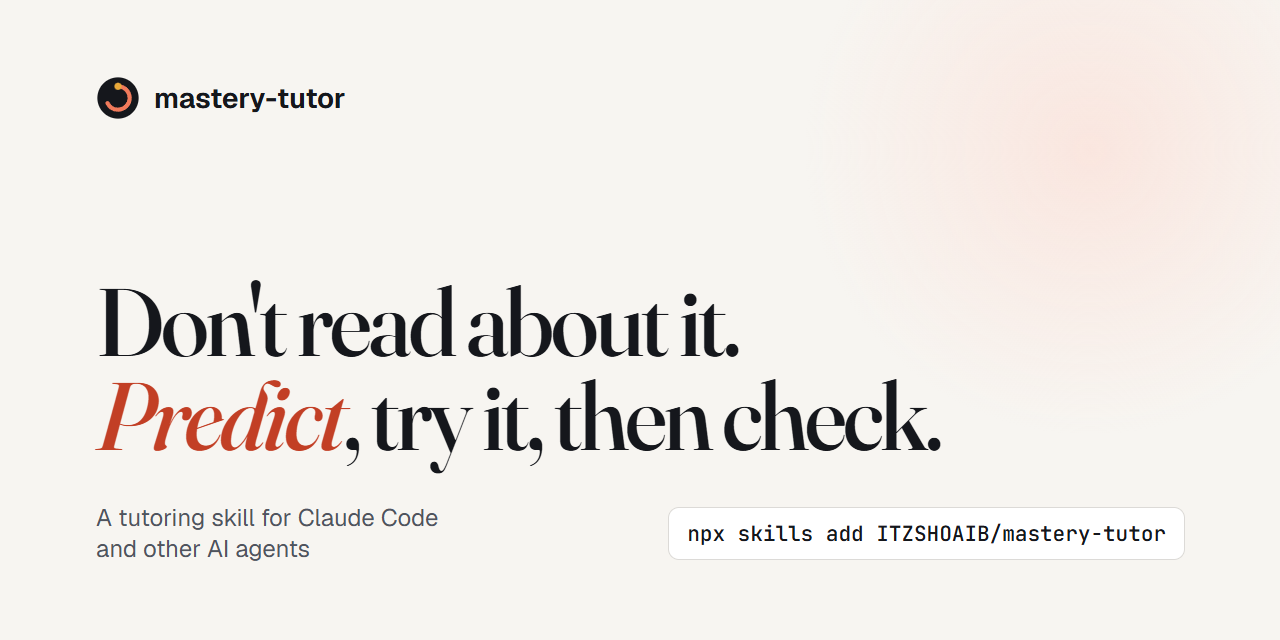 mastery-tutor
Don't read about it.
Predict, try it, then check.
A tutoring skill for Claude Code
and other AI agents
npx skills add ITZSHOAIB/mastery-tutor